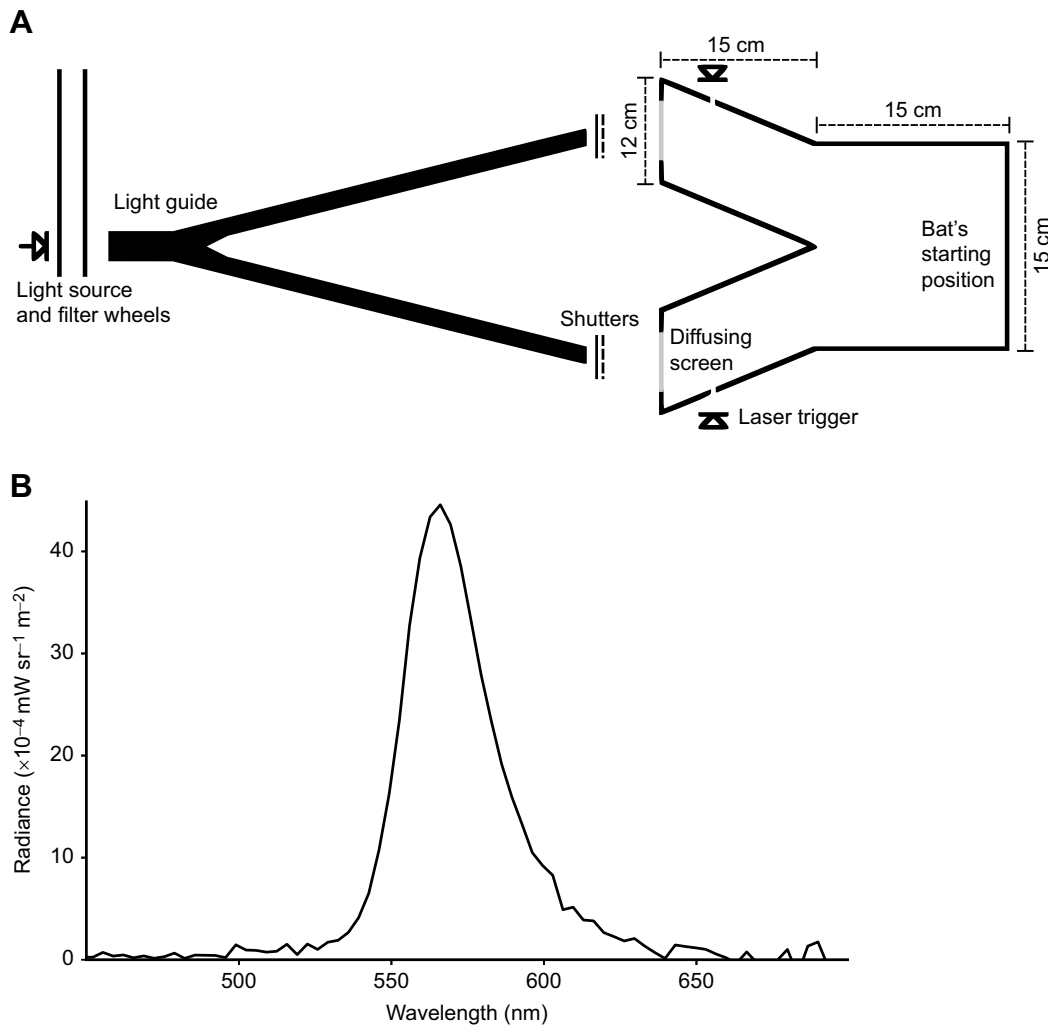 A
15 cm
15 cm
12 cm
Light guide
Bat's
starting
position
15 cm
Light source
and filter wheels
Shutters
Diffusing
screen
Laser trigger
B
Radiance (×10⁻⁴ mW sr⁻¹ m⁻²)
40
30
20
10
0
500
550
600
650
Wavelength (nm)